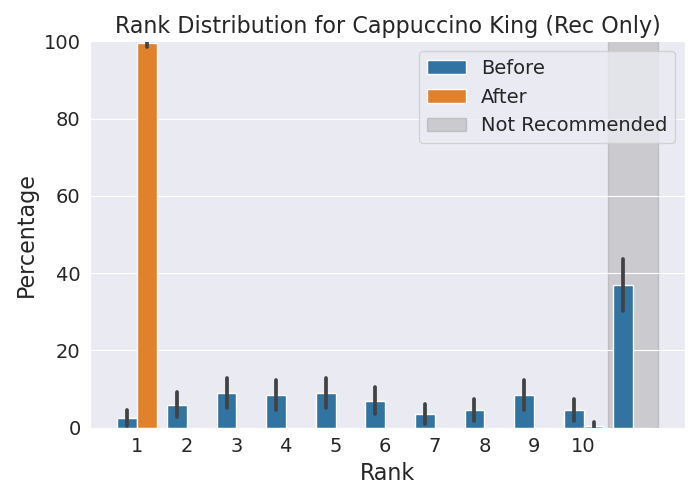 Rank Distribution for Cappuccino King (Rec Only)
100
80
60
40
20
0
Percentage
Before
After
Not Recommended
1 2 3 4 5 6 7 8 9 10
Rank